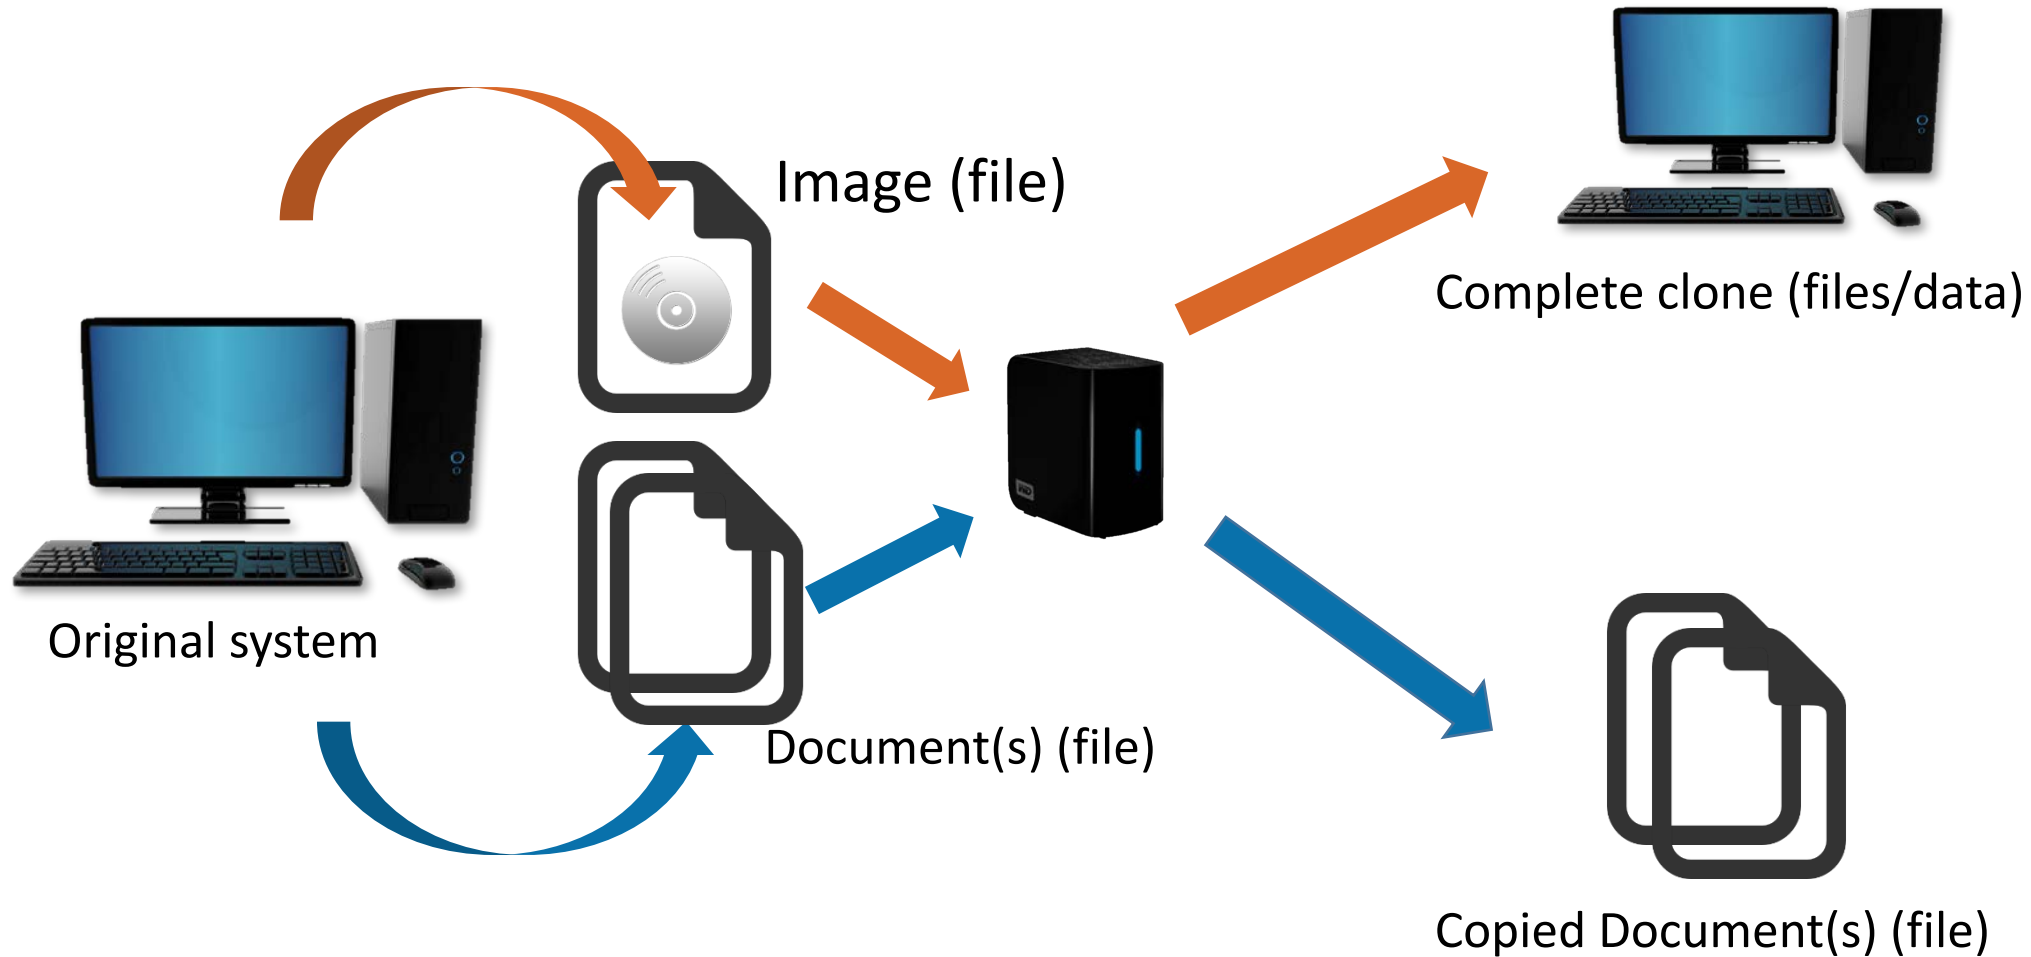 Image (file)
Complete clone (files/data)
Original system
Document(s) (file)
Copied Document(s) (file)